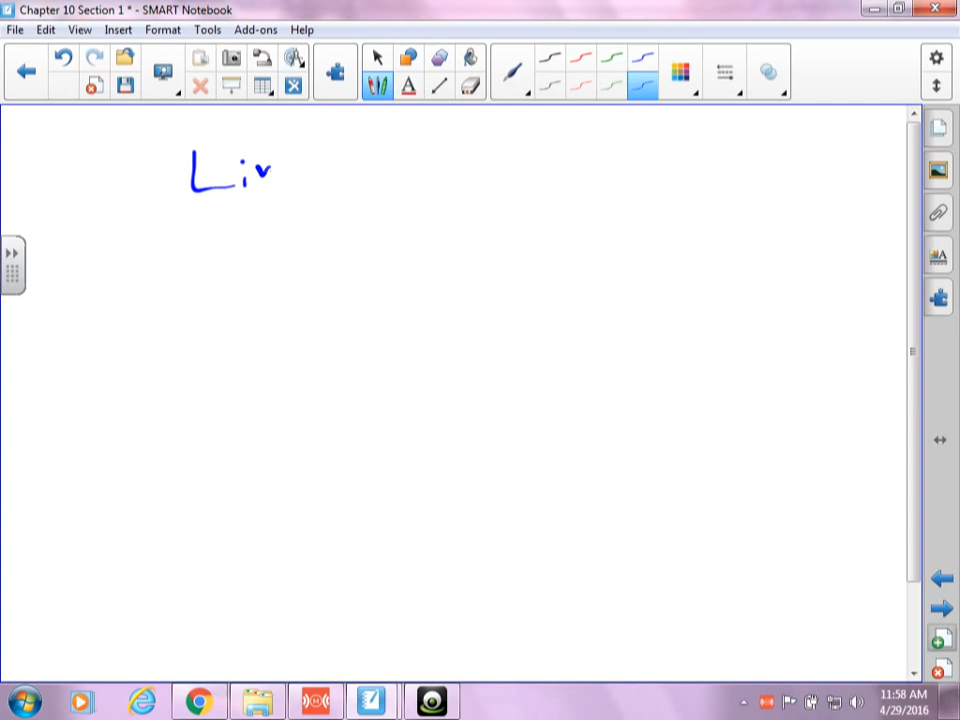 Chapter 10 Section 1 * - SMART Notebook
File Edit View Insert Format Tools Add-ons Help
Liv
11:58 AM
4/29/2016